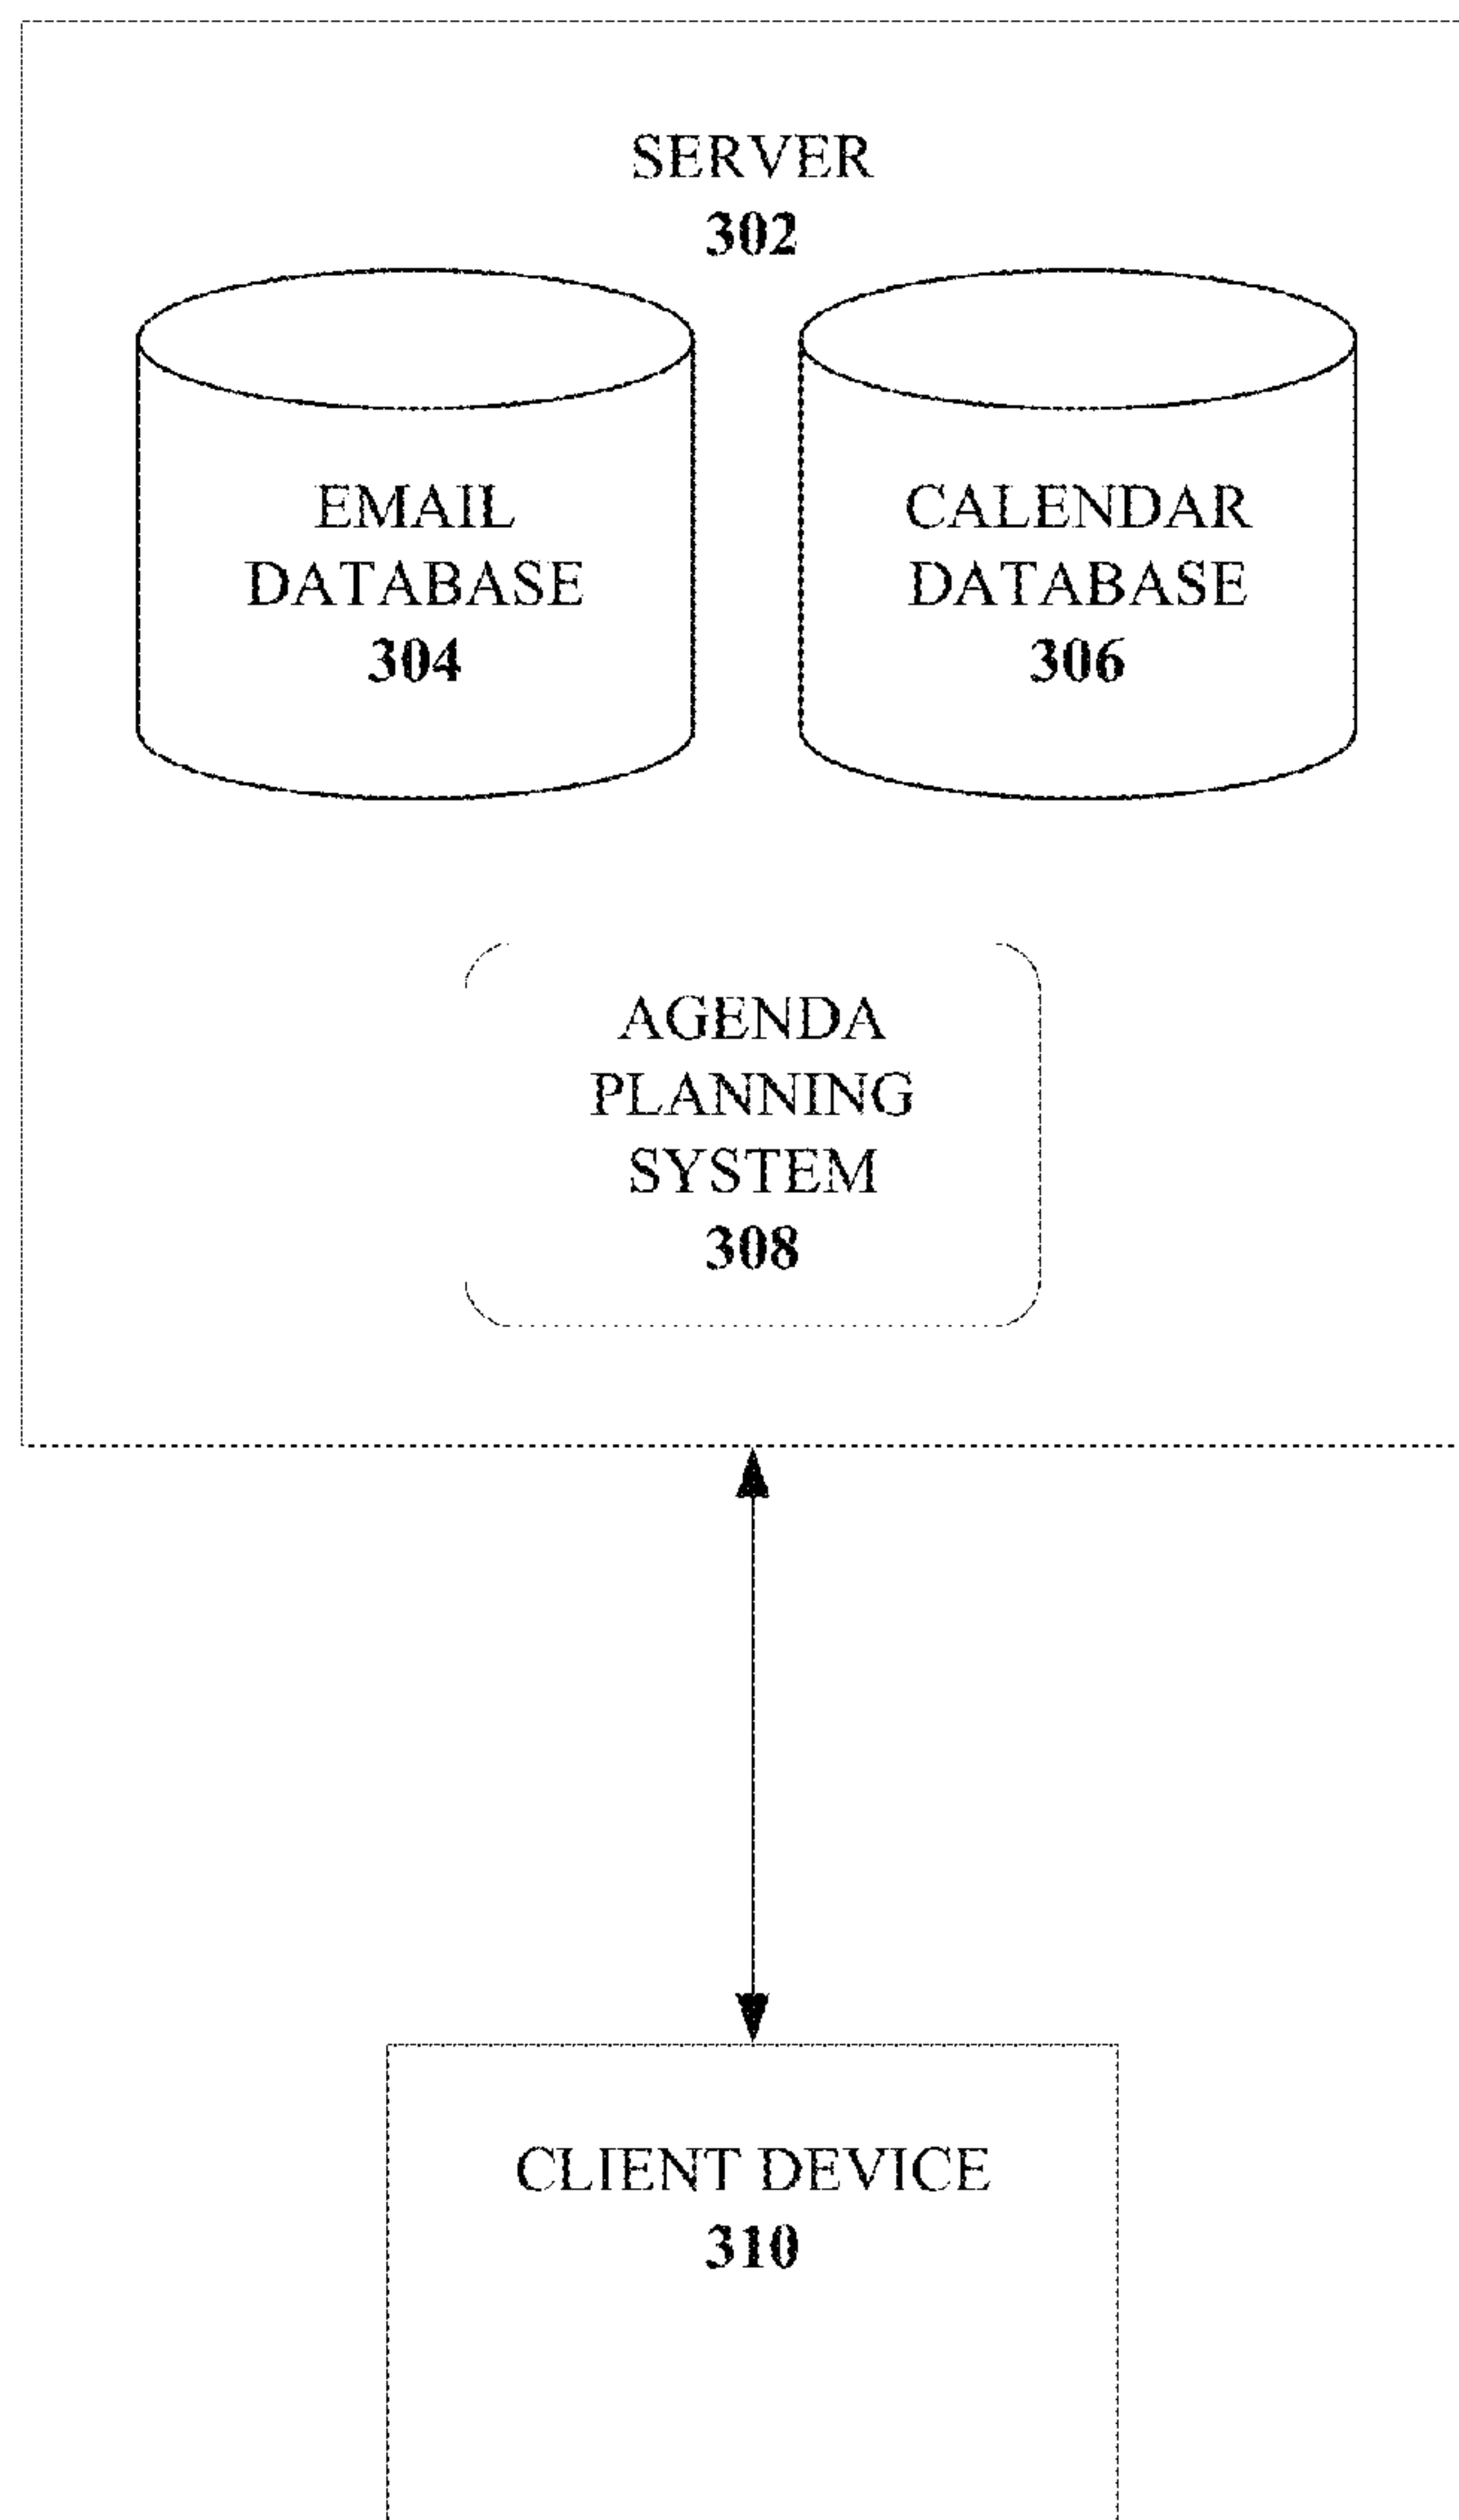 SERVER
302
EMAIL
DATABASE
304
CALENDAR
DATABASE
306
AGENDA
PLANNING
SYSTEM
308
CLIENT DEVICE
310